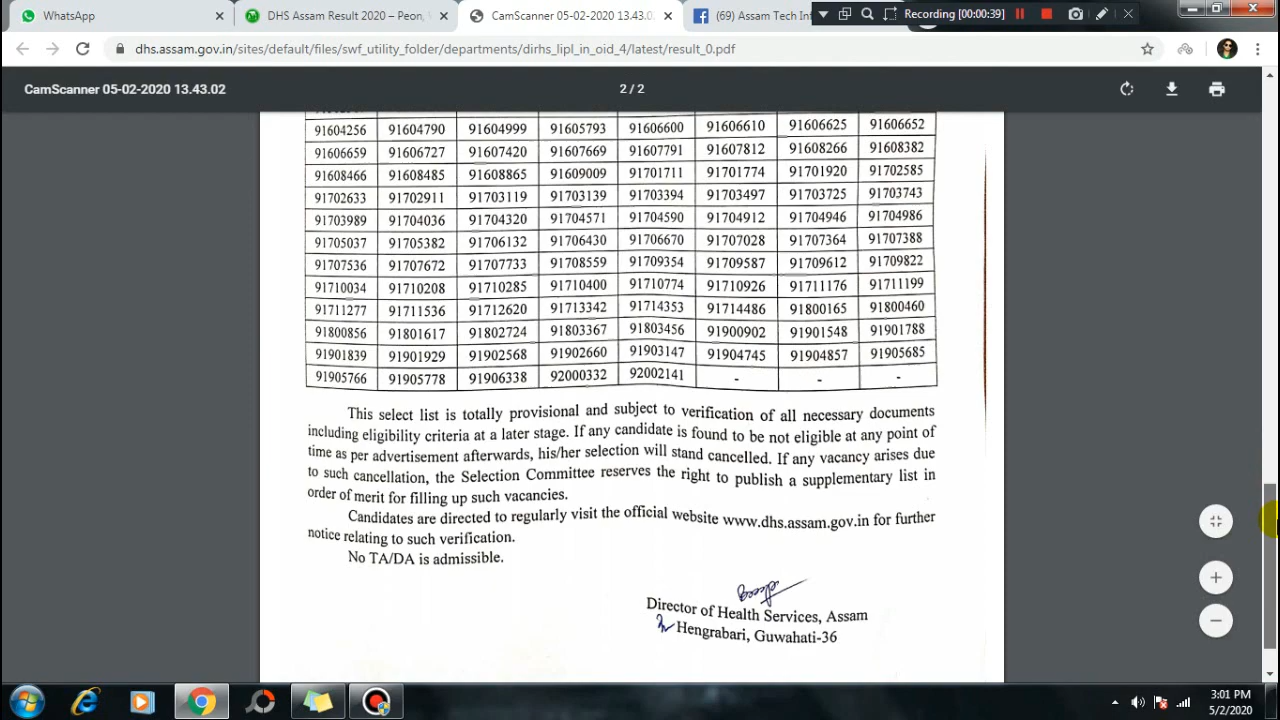 WhatsApp
DHS Assam Result 2020 – Peon,
CamScanner 05-02-2020 13.43.02
(69) Assam Tech Inf
Recording [00:00:39]
dhs.assam.gov.in/sites/default/files/swf_utility_folder/departments/dirhs_lipl_in_oid_4/latest/result_0.pdf
CamScanner 05-02-2020 13.43.02
2 / 2
91604256 91604790 91604999 91605793 91606600 91606610 91606625 91606652
91606659 91606727 91607420 91607669 91607791 91607812 91608266 91608382
91608466 91608485 91608865 91609009 91701711 91701774 91701920 91702585
91702633 91702911 91703119 91703139 91703394 91703497 91703725 91703743
91703989 91704036 91704320 91704571 91704590 91704912 91704946 91704986
91705037 91705382 91706132 91706430 91706670 91707028 91707364 91707388
91707536 91707672 91707733 91708559 91709354 91709587 91709612 91709822
91710034 91710208 91710285 91710400 91710774 91710926 91711176 91711199
91711277 91711536 91712620 91713342 91714353 91714486 91800165 91800460
91800856 91801617 91802724 91803367 91803456 91900902 91901548 91901788
91901839 91901929 91902568 91902660 91903147 91904745 91904857 91905685
91905766 91905778 91906338 92000332 92002141 - - -
This select list is totally provisional and subject to verification of all necessary documents
including eligibility criteria at a later stage. If any candidate is found to be not eligible at any point of
time as per advertisement afterwards, his/her selection will stand cancelled. If any vacancy arises due
to such cancellation, the Selection Committee reserves the right to publish a supplementary list in
order of merit for filling up such vacancies.
Candidates are directed to regularly visit the official website www.dhs.assam.gov.in for further
notice relating to such verification.
No TA/DA is admissible.
Director of Health Services, Assam
Hengrabari, Guwahati-36
3:01 PM
5/2/2020